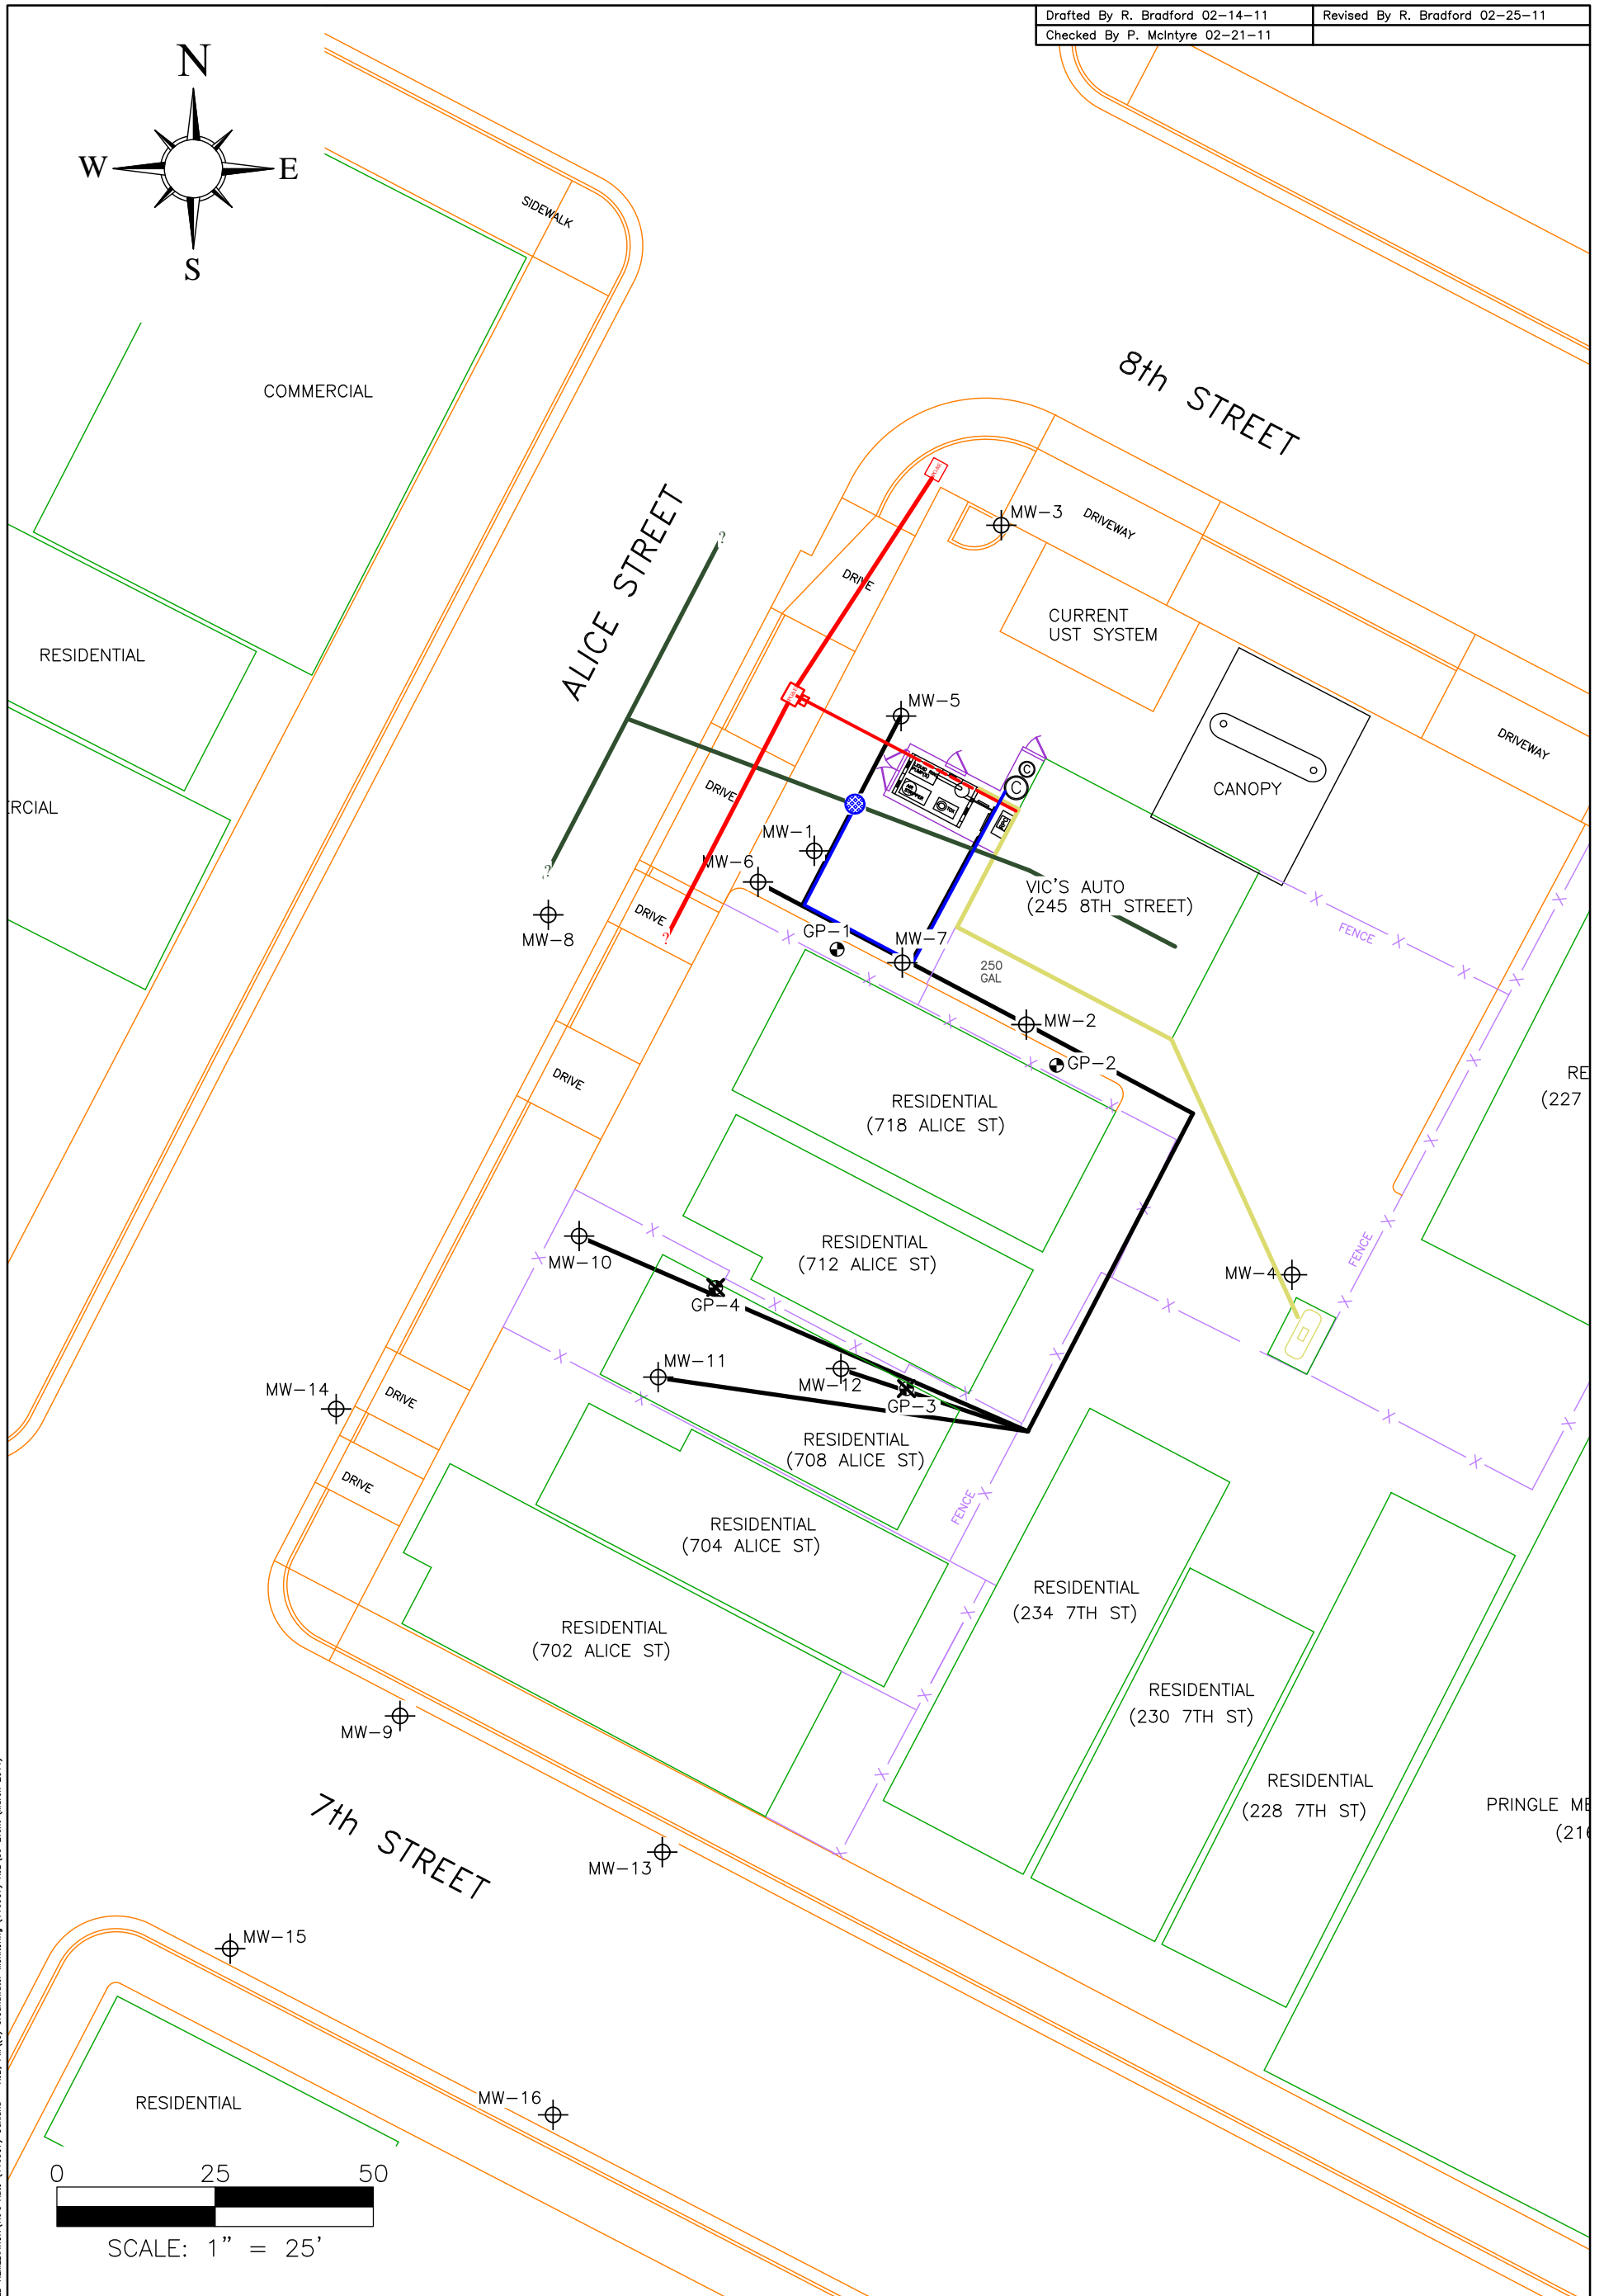 Drafted By R. Bradford 02-14-11
Revised By R. Bradford 02-25-11
Checked By P. McIntyre 02-21-11
N
W
E
S
SIDEWALK
COMMERCIAL
8th STREET
ALICE STREET
MW-3
DRIVEWAY
DRIVE
CURRENT
UST SYSTEM
RESIDENTIAL
?
MW-5
DRIVEWAY
C
C
CANOPY
DRIVE
RCIAL
MW-1
MW-6
?
VIC'S AUTO
(245 8TH STREET)
DRIVE
MW-8
?
GP-1
MW-7
FENCE
250
GAL
MW-2
GP-2
DRIVE
RE
(227
RESIDENTIAL
(718 ALICE ST)
RESIDENTIAL
(712 ALICE ST)
MW-10
FENCE
MW-4
GP-4
MW-11
MW-12
MW-14
DRIVE
GP-3
RESIDENTIAL
(708 ALICE ST)
DRIVE
FENCE
RESIDENTIAL
(704 ALICE ST)
RESIDENTIAL
(234 7TH ST)
RESIDENTIAL
(702 ALICE ST)
RESIDENTIAL
(230 7TH ST)
MW-9
RESIDENTIAL
(228 7TH ST)
PRINGLE ME
(216
7th STREET
MW-13
MW-15
MW-16
RESIDENTIAL
0 25 50
SCALE: 1" = 25'